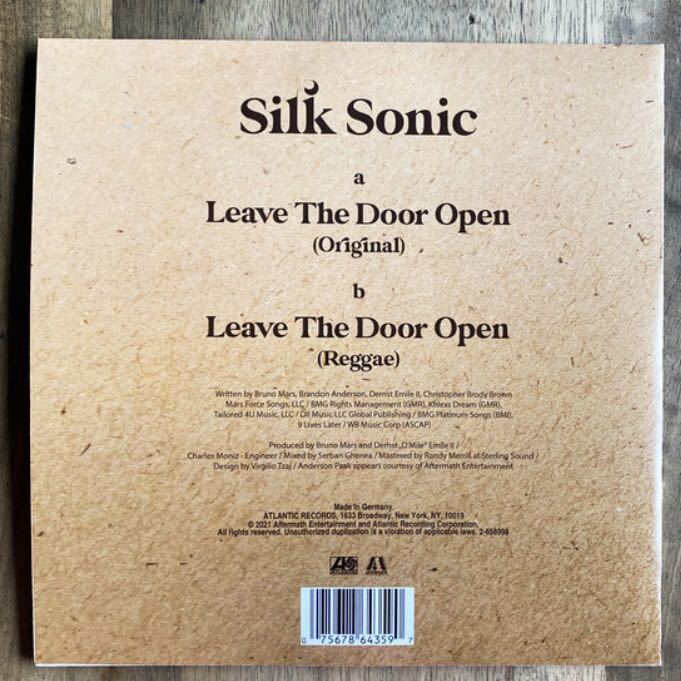 Silk Sonic
a
Leave The Door Open
(Original)
b
Leave The Door Open
(Reggae)
Written by Bruno Mars, Brandon Anderson, Dernst Emile II, Christopher Brody Brown
Mars Force Songs, LLC / BMG Rights Management (GMR), Khlexs Dream (GMR),
Tailored 4U Music, LLC / DII Music LLC Global Publishing / BMG Platinum Songs (BMI),
9 Lives Later / WB Music Corp (ASCAP)
Produced by Bruno Mars and Dernst „D'Mile" Emile II /
Charles Moniz - Engineer / Mixed by Serban Ghenea / Mastered by Randy Merrill at Sterling Sound /
Design by Virgilio Tzaj / Anderson Paak appears courtesy of Aftermath Entertainment
Made in Germany.
ATLANTIC RECORDS, 1633 Broadway, New York, NY, 10019
© 2021 Aftermath Entertainment and Atlantic Recording Corporation.
All rights reserved. Unauthorized duplication is a violation of applicable laws. 2-658998
0 75678 64359 7